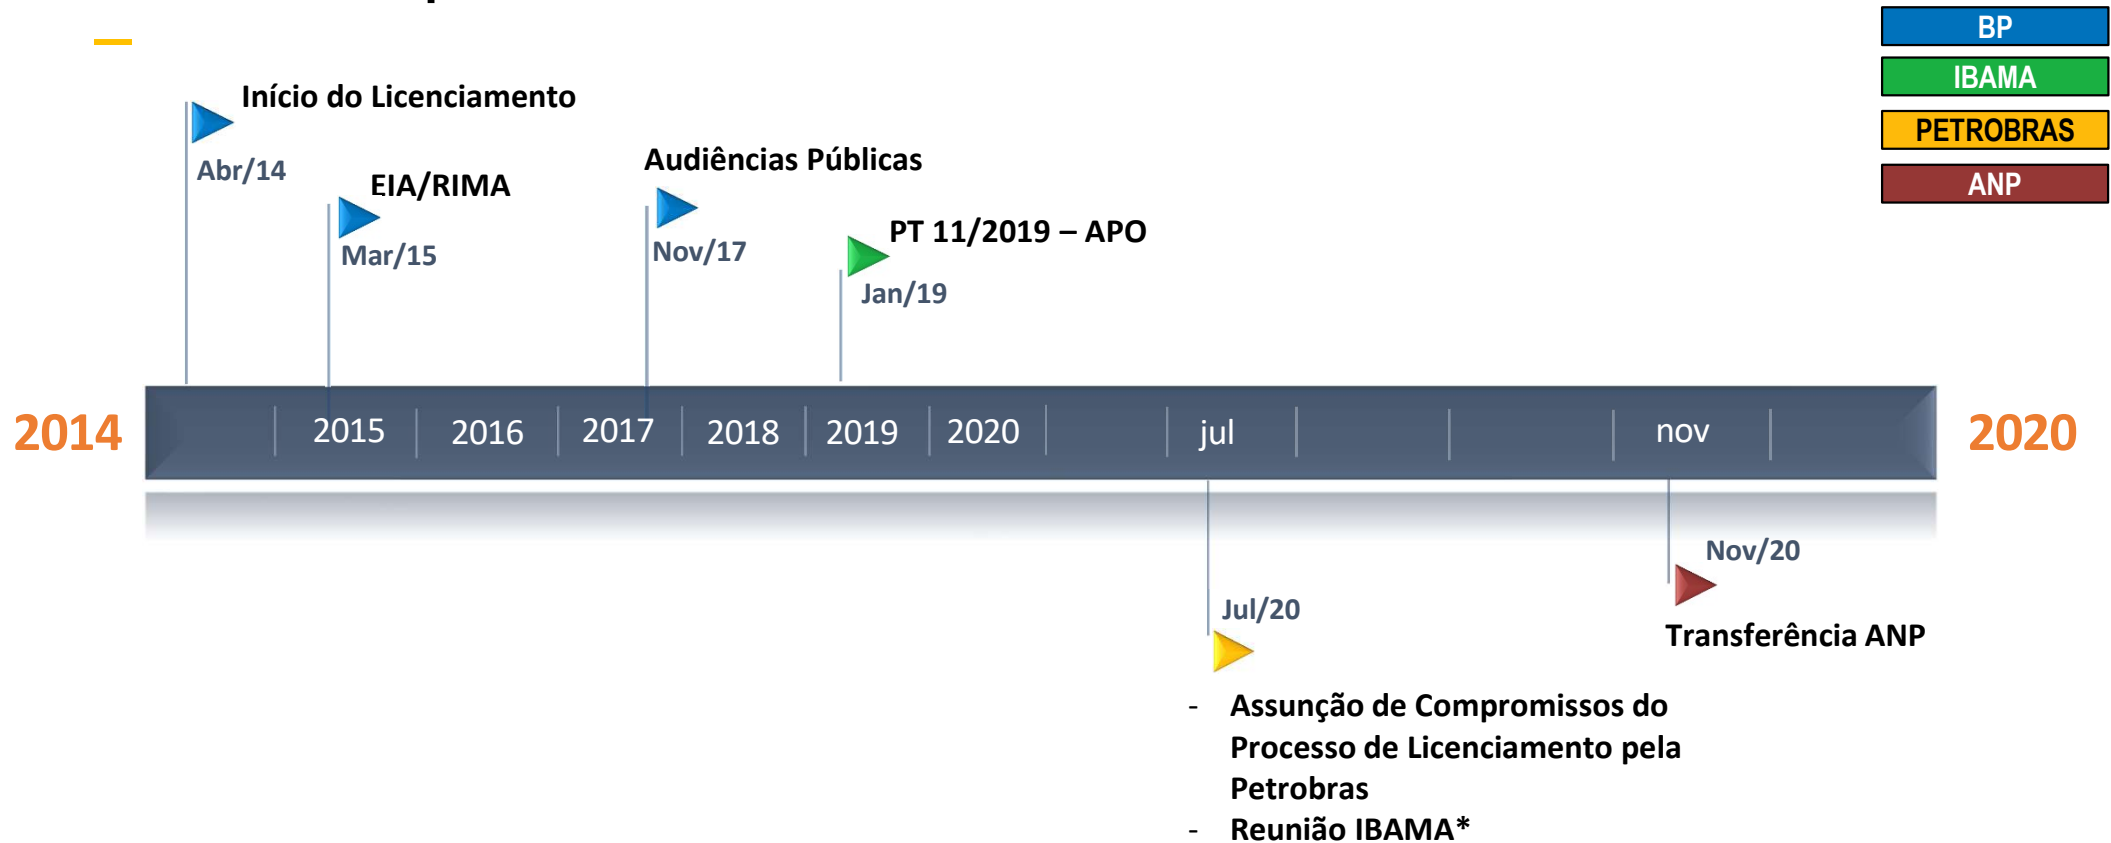 BP
IBAMA
PETROBRAS
ANP
Início do Licenciamento
Abr/14
EIA/RIMA
Mar/15
Audiências Públicas
Nov/17
PT 11/2019 – APO
Jan/19
2014
2015
2016
2017
2018
2019
2020
jul
nov
2020
Nov/20
Transferência ANP
Jul/20
- Assunção de Compromissos do
Processo de Licenciamento pela
Petrobras
- Reunião IBAMA*